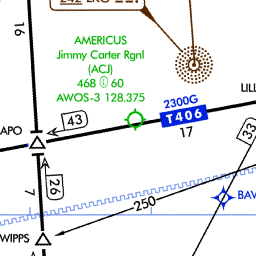 242
16
AMERICUS
Jimmy Carter Rgnl
(ACJ)
468 Ⓛ 60
AWOS-3 128.375
2300G
T406
17
LILL
APO
43
33
26
7
250
BAV
WIPPS